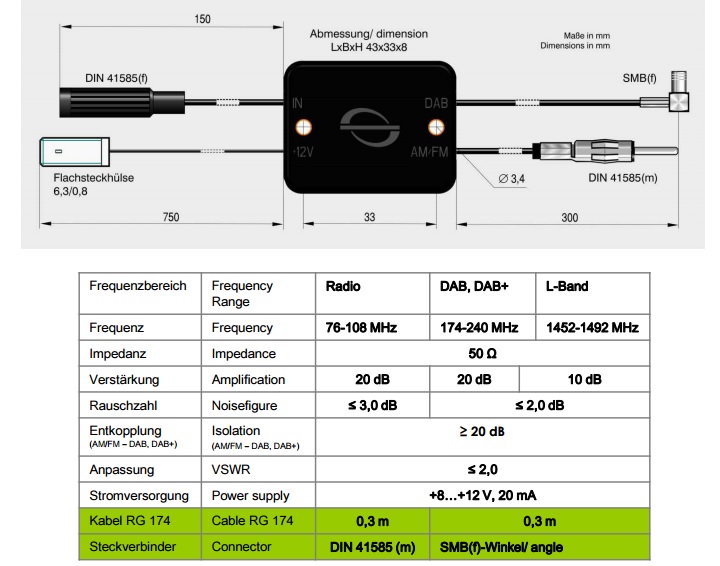 150
Abmessung/ dimension
LxBxH 43x33x8
Maße in mm
Dimensions in mm
DIN 41585(f)
SMB(f)
IN
DAB
+12V
AM/FM
Flachsteckhülse
6,3/0,8
Ø 3,4
DIN 41585(m)
750
33
300
Frequenzbereich Frequency Range Radio DAB, DAB+ L-Band
Frequenz Frequency 76-108 MHz 174-240 MHz 1452-1492 MHz
Impedanz Impedance 50 Ω
Verstärkung Amplification 20 dB 20 dB 10 dB
Rauschzahl Noisefigure ≤ 3,0 dB ≤ 2,0 dB
Entkopplung Isolation ≥ 20 dB
(AM/FM – DAB, DAB+) (AM/FM – DAB, DAB+)
Anpassung VSWR ≤ 2,0
Stromversorgung Power supply +8…+12 V, 20 mA
Kabel RG 174 Cable RG 174 0,3 m 0,3 m
Steckverbinder Connector DIN 41585 (m) SMB(f)-Winkel/ angle